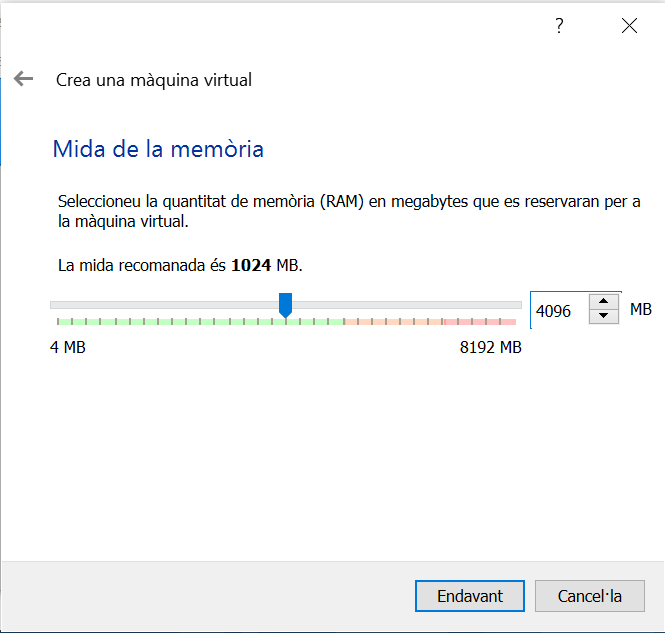 ?
Crea una màquina virtual
Mida de la memòria
Seleccioneu la quantitat de memòria (RAM) en megabytes que es reservaran per a
la màquina virtual.
La mida recomanada és 1024 MB.
4096 MB
4 MB 8192 MB
Endavant Cancel·la